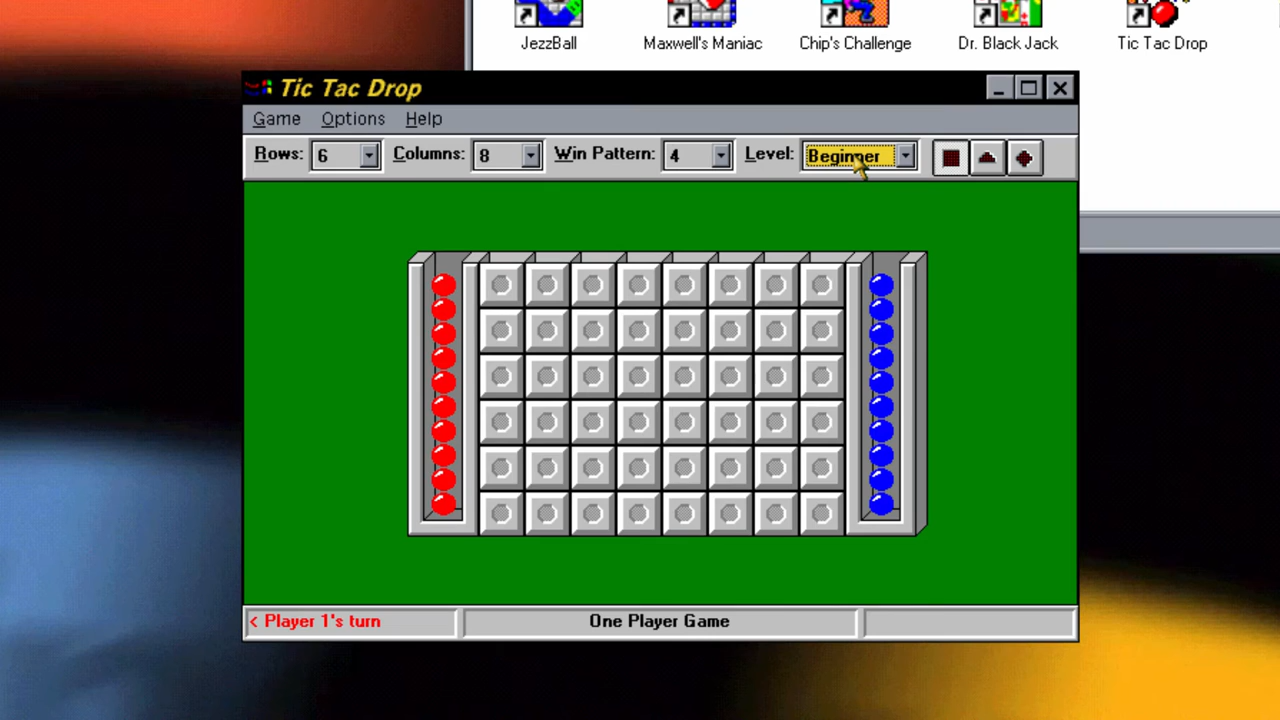 JezzBall
Maxwell's Maniac
Chip's Challenge
Dr. Black Jack
Tic Tac Drop
Tic Tac Drop
Game Options Help
Rows: 6 Columns: 8 Win Pattern: 4 Level: Beginner
< Player 1's turn
One Player Game